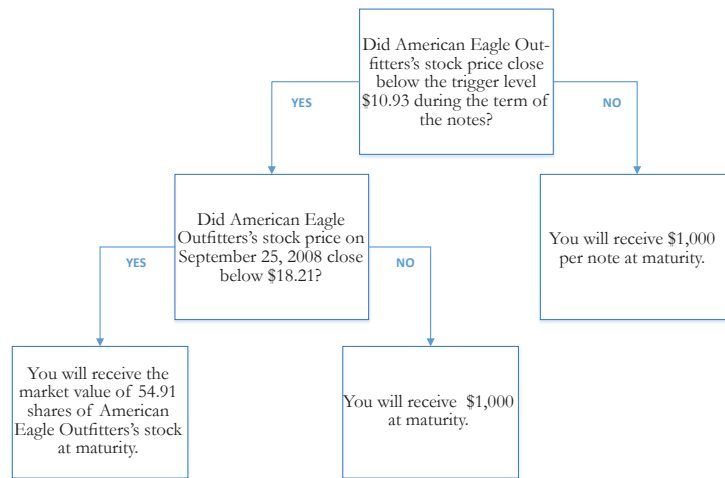 Did American Eagle Out-
fitters's stock price close
below the trigger level
$10.93 during the term of
the notes?
YES
NO
Did American Eagle
Outfitters's stock price on
September 25, 2008 close
below $18.21?
You will receive $1,000
per note at maturity.
YES
NO
You will receive the
market value of 54.91
shares of American
Eagle Outfitters's stock
at maturity.
You will receive $1,000
at maturity.